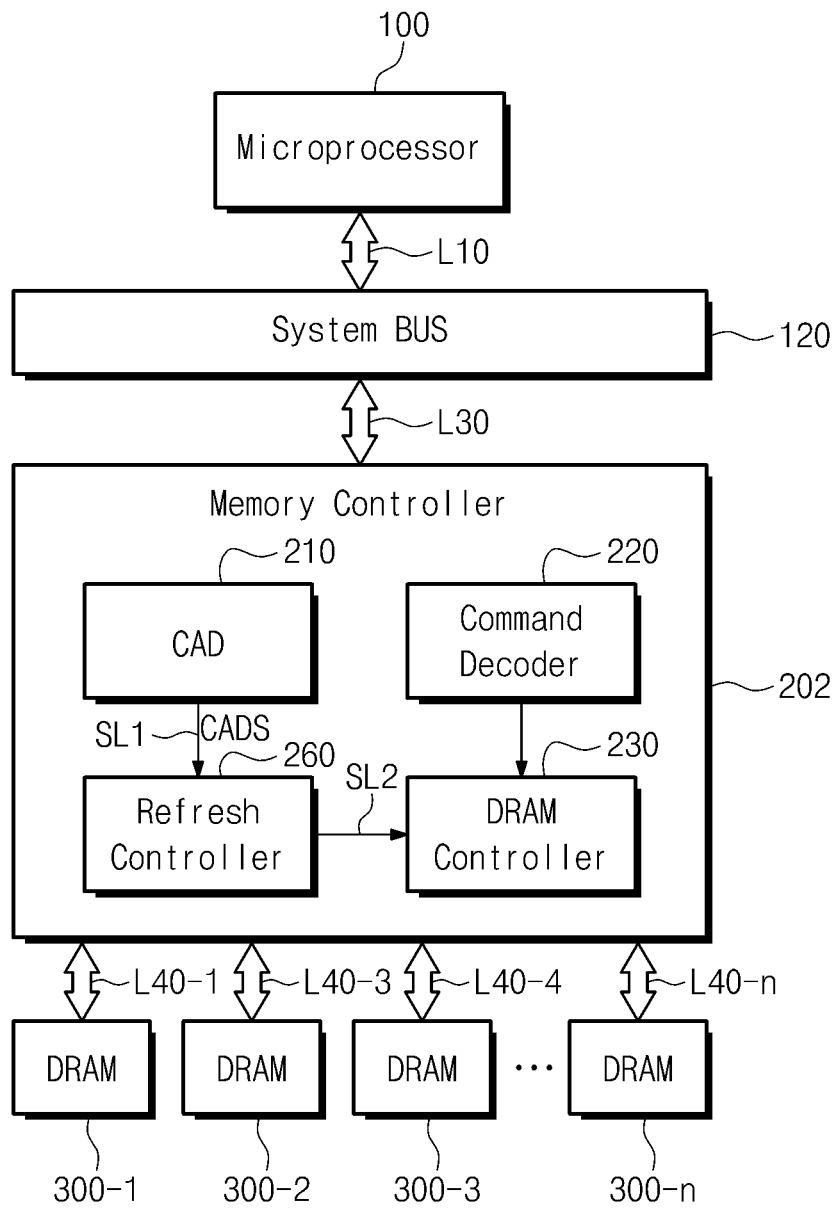 100
Microprocessor
L10
System BUS
120
L30
Memory Controller
210
220
CAD
Command
Decoder
202
SL1
CADS
260
SL2
230
Refresh
Controller
DRAM
Controller
L40-1
L40-3
L40-4
L40-n
DRAM
DRAM
DRAM
...
DRAM
300-1
300-2
300-3
300-n